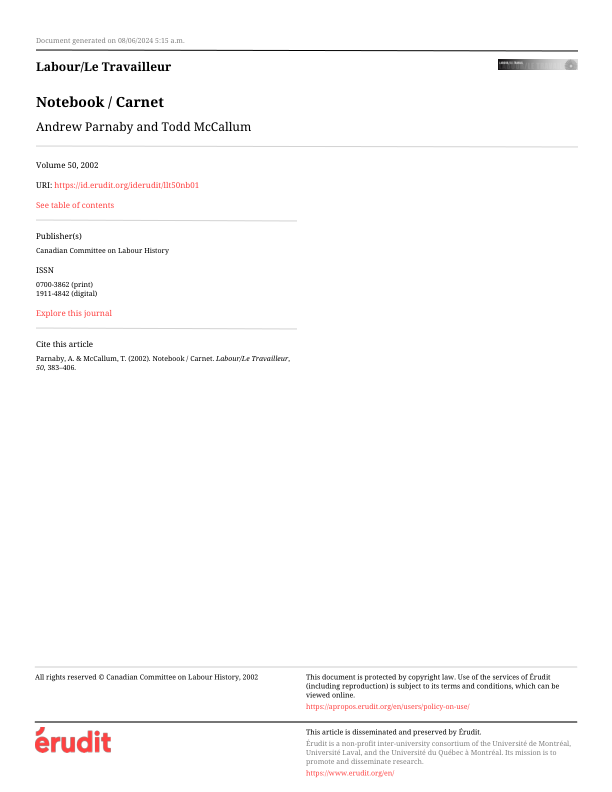 Document generated on 08/06/2024 5:15 a.m.
Labour/Le Travailleur
Notebook / Carnet
Andrew Parnaby and Todd McCallum
Volume 50, 2002
URI: https://id.erudit.org/iderudit/llt50nb01
See table of contents
Publisher(s)
Canadian Committee on Labour History
ISSN
0700-3862 (print)
1911-4842 (digital)
Explore this journal
Cite this article
Parnaby, A. & McCallum, T. (2002). Notebook / Carnet. Labour/Le Travailleur,
50, 383–406.
All rights reserved © Canadian Committee on Labour History, 2002
This document is protected by copyright law. Use of the services of Érudit
(including reproduction) is subject to its terms and conditions, which can be
viewed online.
https://apropos.erudit.org/en/users/policy-on-use/
érudit
This article is disseminated and preserved by Érudit.
Érudit is a non-profit inter-university consortium of the Université de Montréal,
Université Laval, and the Université du Québec à Montréal. Its mission is to
promote and disseminate research.
https://www.erudit.org/en/